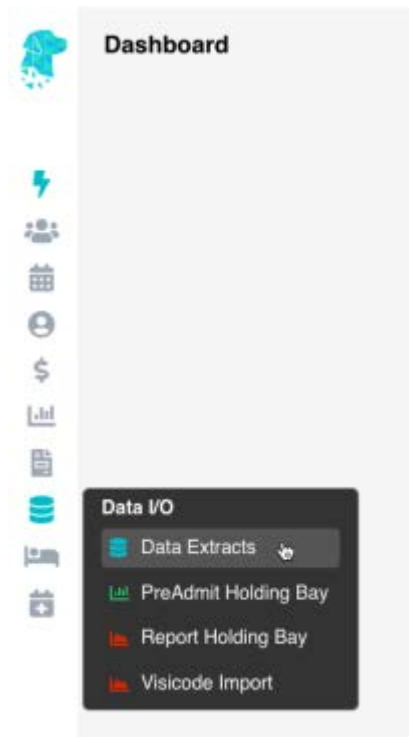 Dashboard
Data I/O
Data Extracts
PreAdmit Holding Bay
Report Holding Bay
Visicode Import